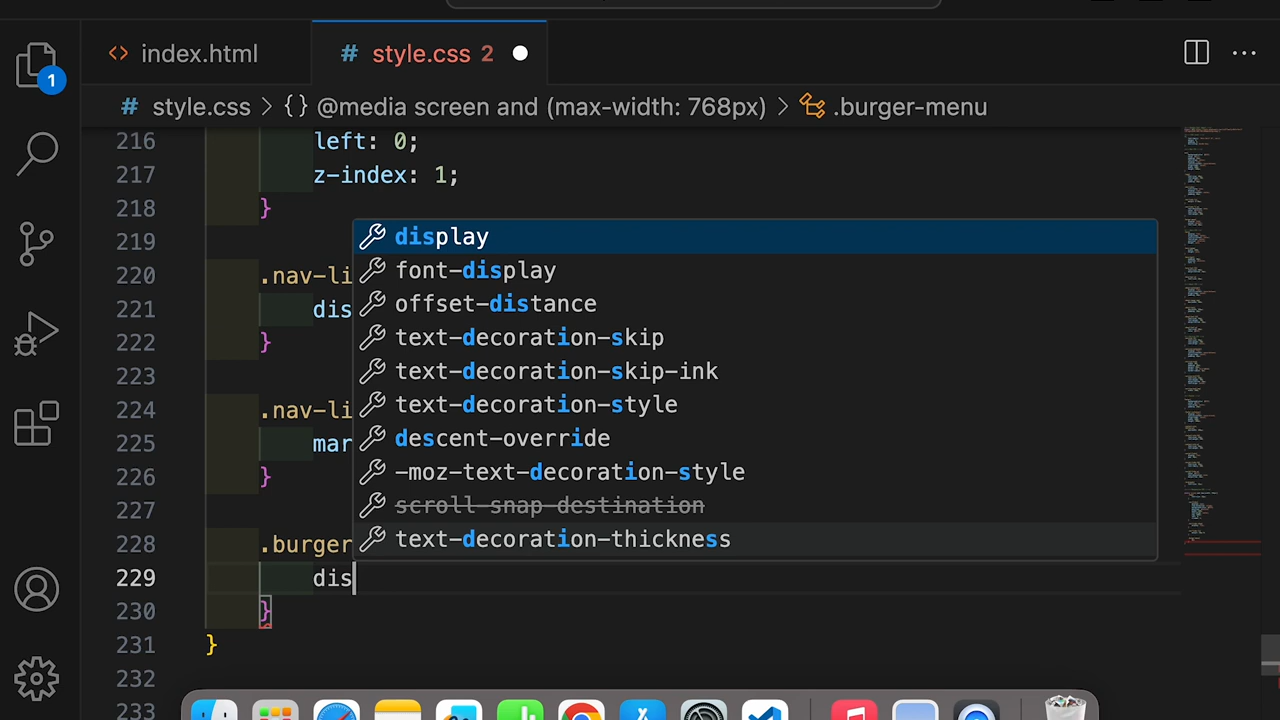 1
index.html
# style.css 2
# style.css > {} @media screen and (max-width: 768px) > .burger-menu
216 left: 0;
217 z-index: 1;
218 }
219
220 .nav-li
221 dis
222 }
223
224 .nav-li
225 mar
226 }
227
228 .burger
229 dis
230 }
231 }
232
233
display
font-display
offset-distance
text-decoration-skip
text-decoration-skip-ink
text-decoration-style
descent-override
-moz-text-decoration-style
scroll-snap-destination
text-decoration-thickness